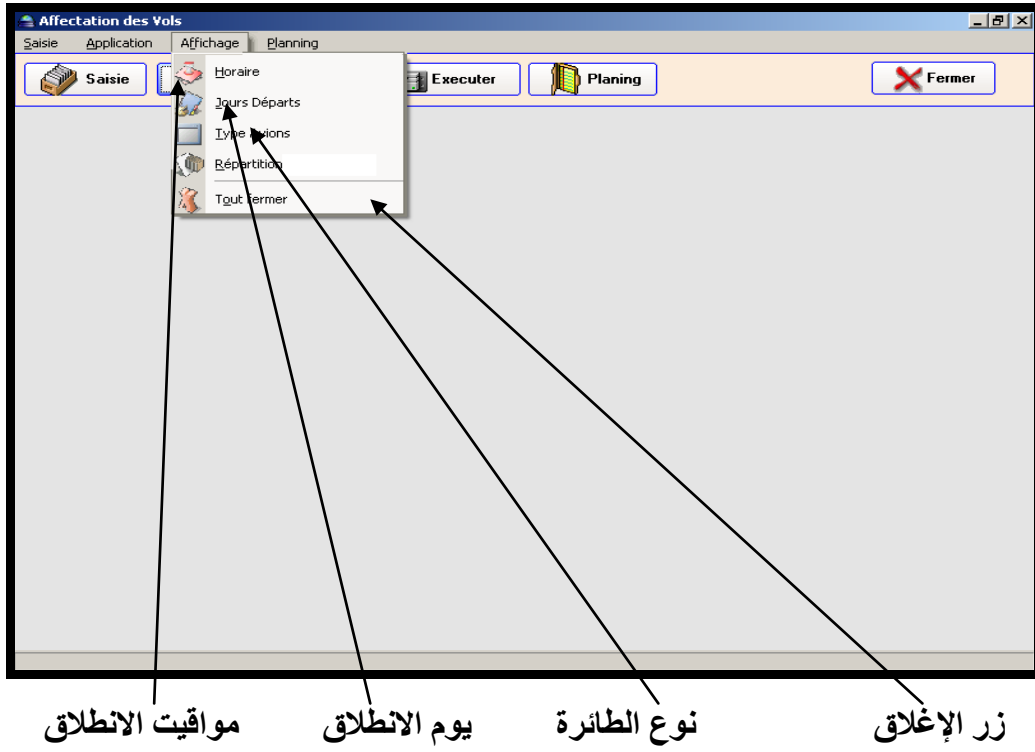 Affectation des Vols
Saisie Application Affichage Planning
Saisie Executer Planing Fermer
Horaire
Jours Départs
Type Avions
Répartition
Tout fermer
مواقيت الانطلاق يوم الانطلاق نوع الطائرة زر الإغلاق